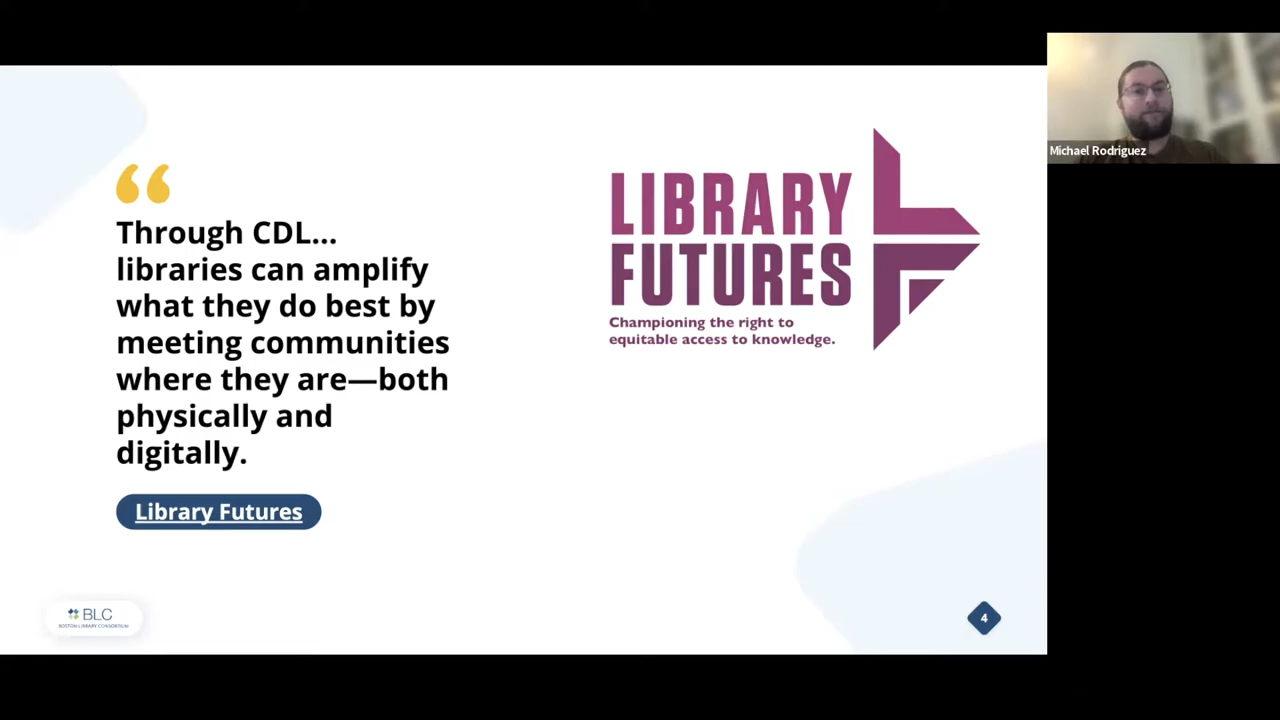 Through CDL...
libraries can amplify
what they do best by
meeting communities
where they are—both
physically and
digitally.
Library Futures
LIBRARY
FUTURES
Championing the right to
equitable access to knowledge.
Michael Rodriguez
BLC
BOSTON LIBRARY CONSORTIUM
4